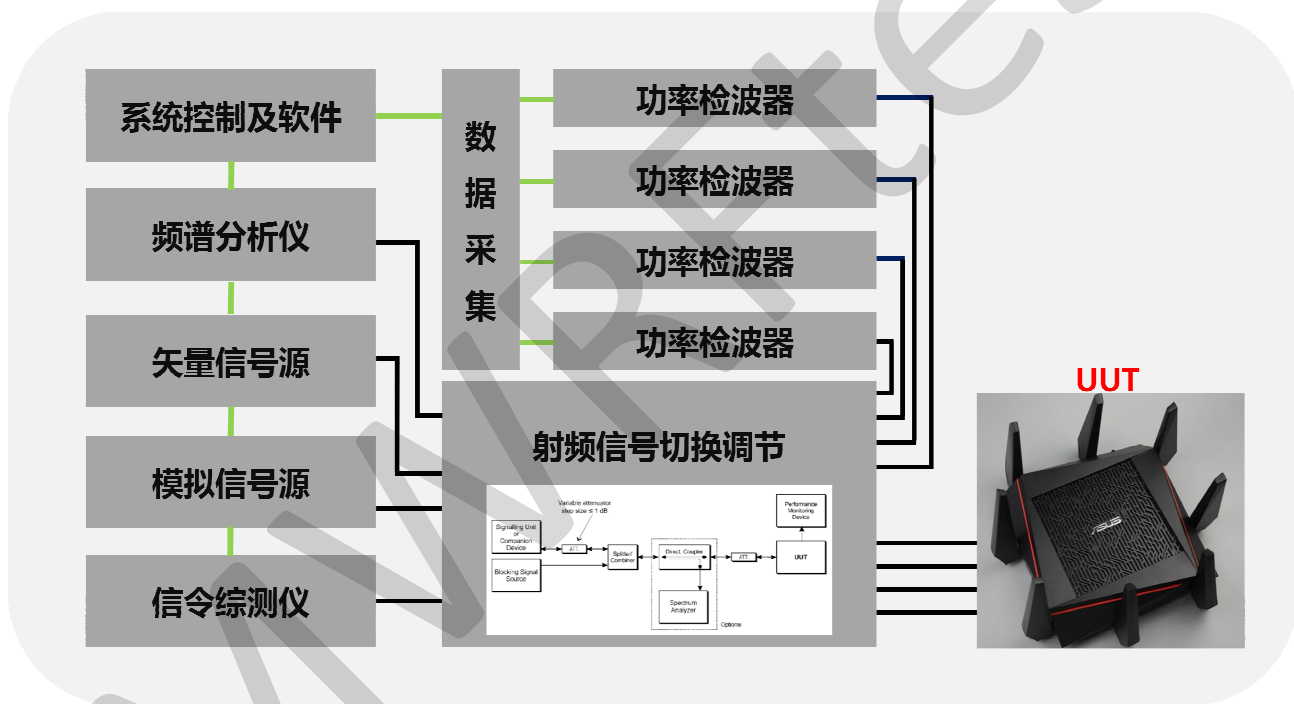 系统控制及软件
频谱分析仪
矢量信号源
模拟信号源
信令综测仪
数据采集
功率检波器
功率检波器
功率检波器
功率检波器
射频信号切换调节
Variable attenuator
step size ≤ 1 dB
Signalling Unit
or
Companion
Device
ATT.
Splitter/
Combiner
Blocking Signal
Source
Direct. Coupler
ATT.
UUT
Performance
Monitoring
Device
Spectrum
Analyzer
Optional
UUT
ASUS
MWRFtest